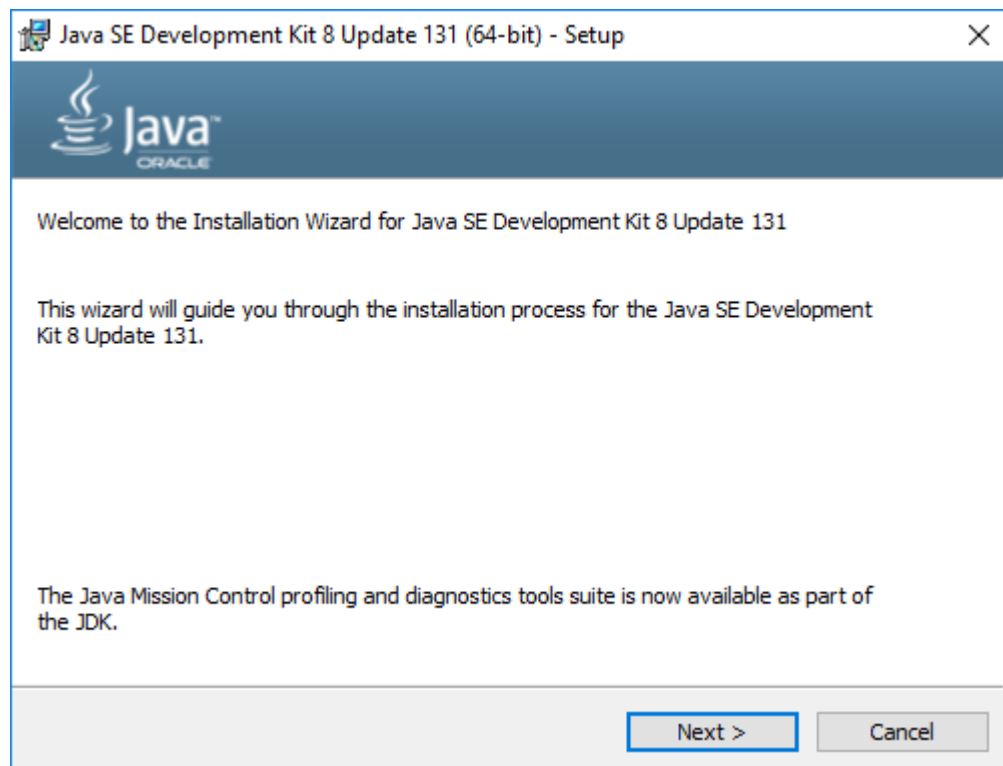 Java SE Development Kit 8 Update 131 (64-bit) - Setup
Java™
ORACLE
Welcome to the Installation Wizard for Java SE Development Kit 8 Update 131
This wizard will guide you through the installation process for the Java SE Development
Kit 8 Update 131.
The Java Mission Control profiling and diagnostics tools suite is now available as part of
the JDK.
Next >
Cancel